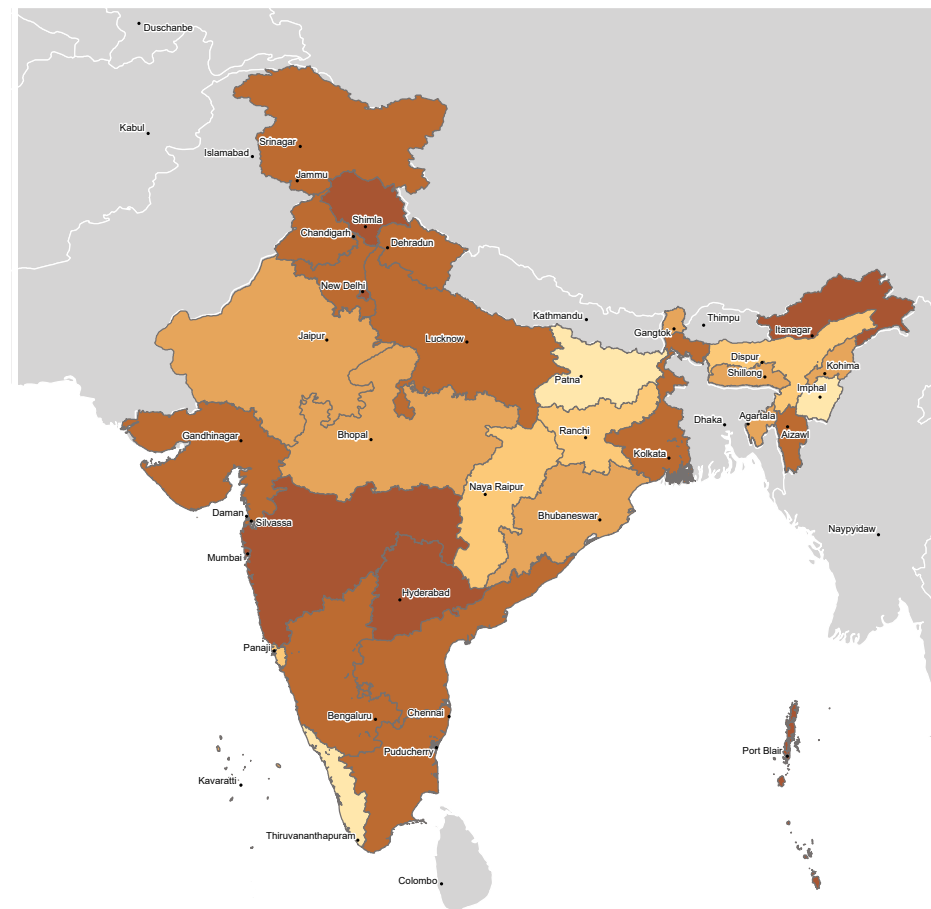 Duschanbe
Kabul
Srinagar
Islamabad
Jammu
Shimla
Chandigarh
Dehradun
New Delhi
Kathmandu
Thimpu
Gangtok
Itanagar
Jaipur
Lucknow
Dispur
Kohima
Shillong
Patna
Imphal
Dhaka
Agartala
Aizawl
Gandhinagar
Bhopal
Ranchi
Kolkata
Naya Raipur
Daman
Silvassa
Bhubaneswar
Naypyidaw
Mumbai
Hyderabad
Panaji
Bengaluru
Chennai
Puducherry
Port Blair
Kavaratti
Thiruvananthapuram
Colombo